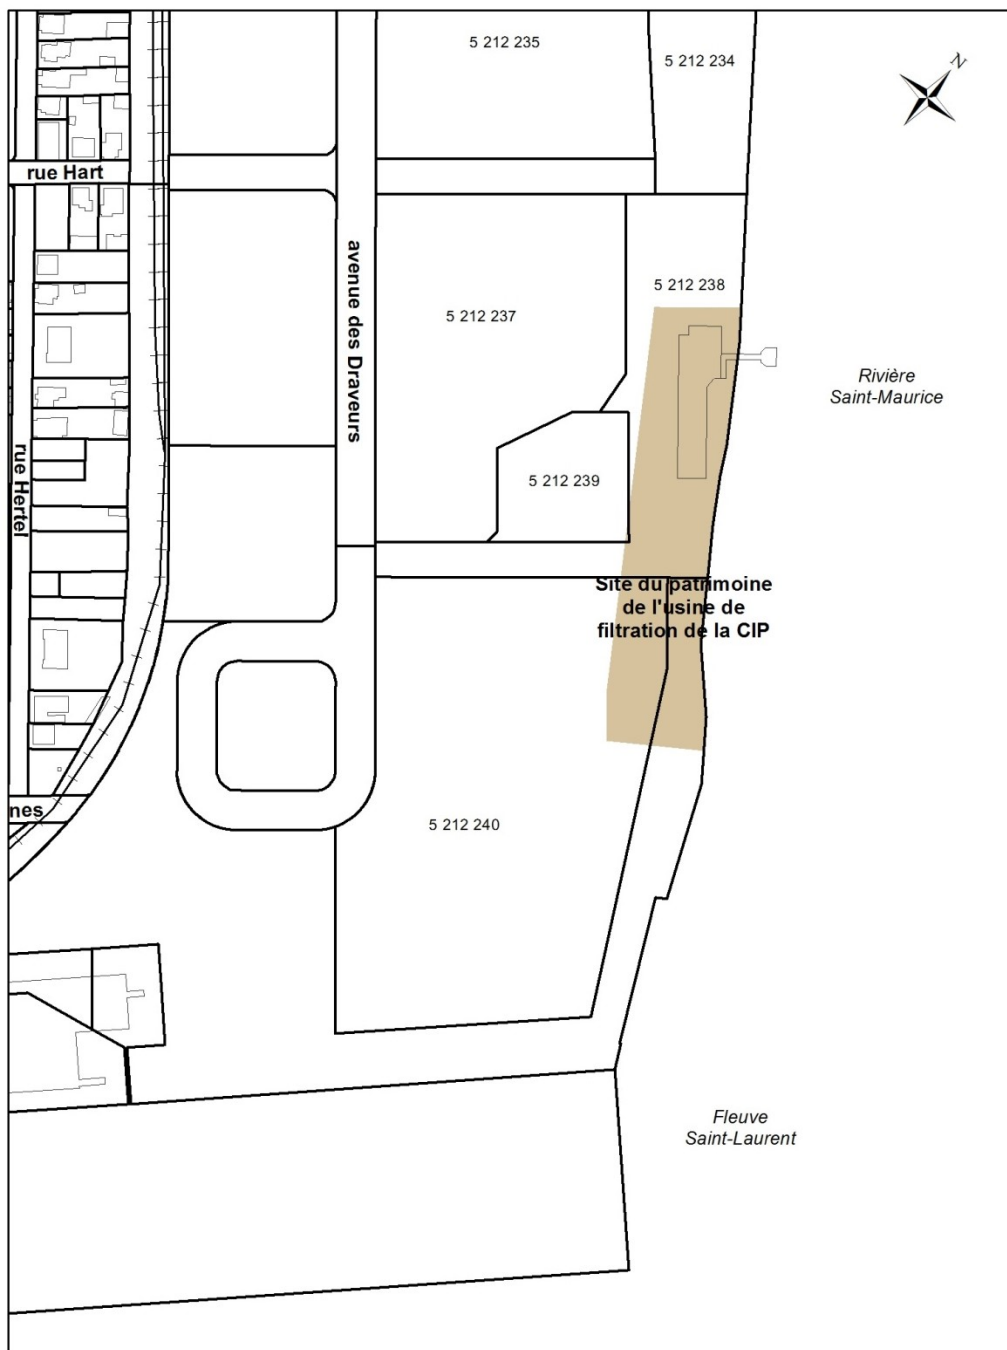 5 212 235
5 212 234
N
rue Hart
avenue des Draveurs
5 212 238
5 212 237
Rivière
Saint-Maurice
rue Hertel
5 212 239
Site du patrimoine
de l'usine de
filtration de la CIP
nes
5 212 240
Fleuve
Saint-Laurent